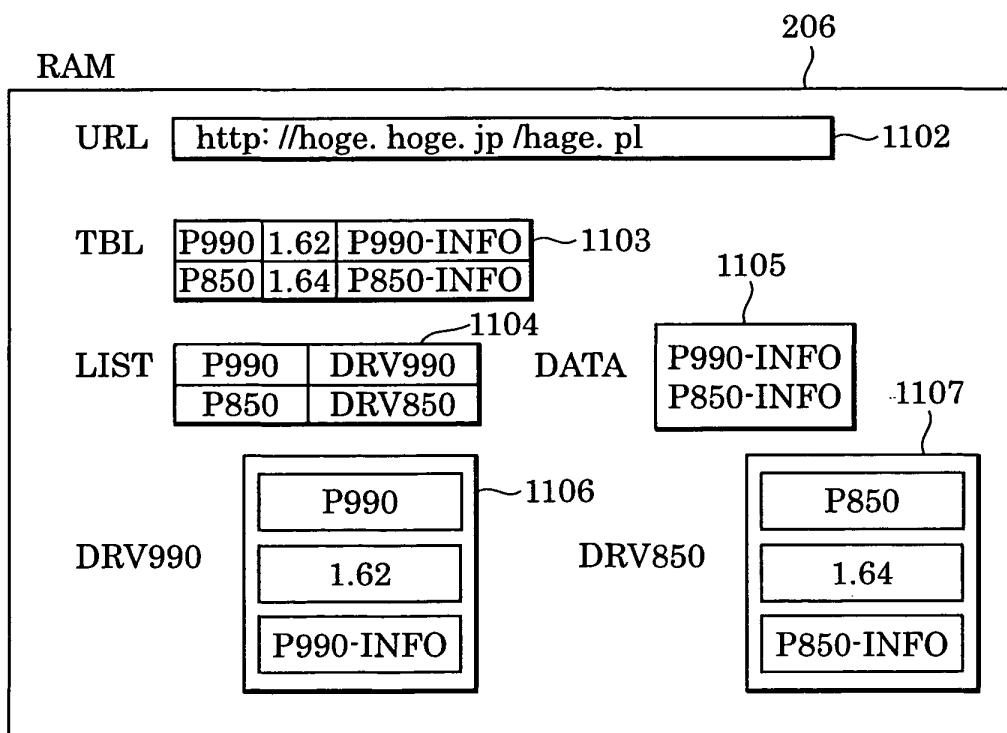 206
RAM
URL http: //hoge. hoge. jp /hage. pl 1102
TBL P990 1.62 P990-INFO 1103
P850 1.64 P850-INFO
1105
1104
LIST P990 DRV990 DATA P990-INFO
P850 DRV850 P850-INFO
1107
P990 1106 P850
DRV990 1.62 DRV850 1.64
P990-INFO P850-INFO